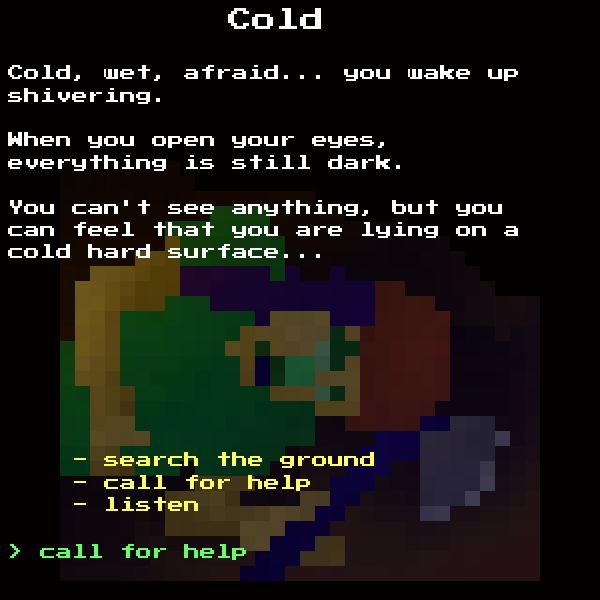 Cold
Cold, wet, afraid... you wake up
shivering.
When you open your eyes,
everything is still dark.
You can't see anything, but you
can feel that you are lying on a
cold hard surface...
- search the ground
- call for help
- listen
> call for help